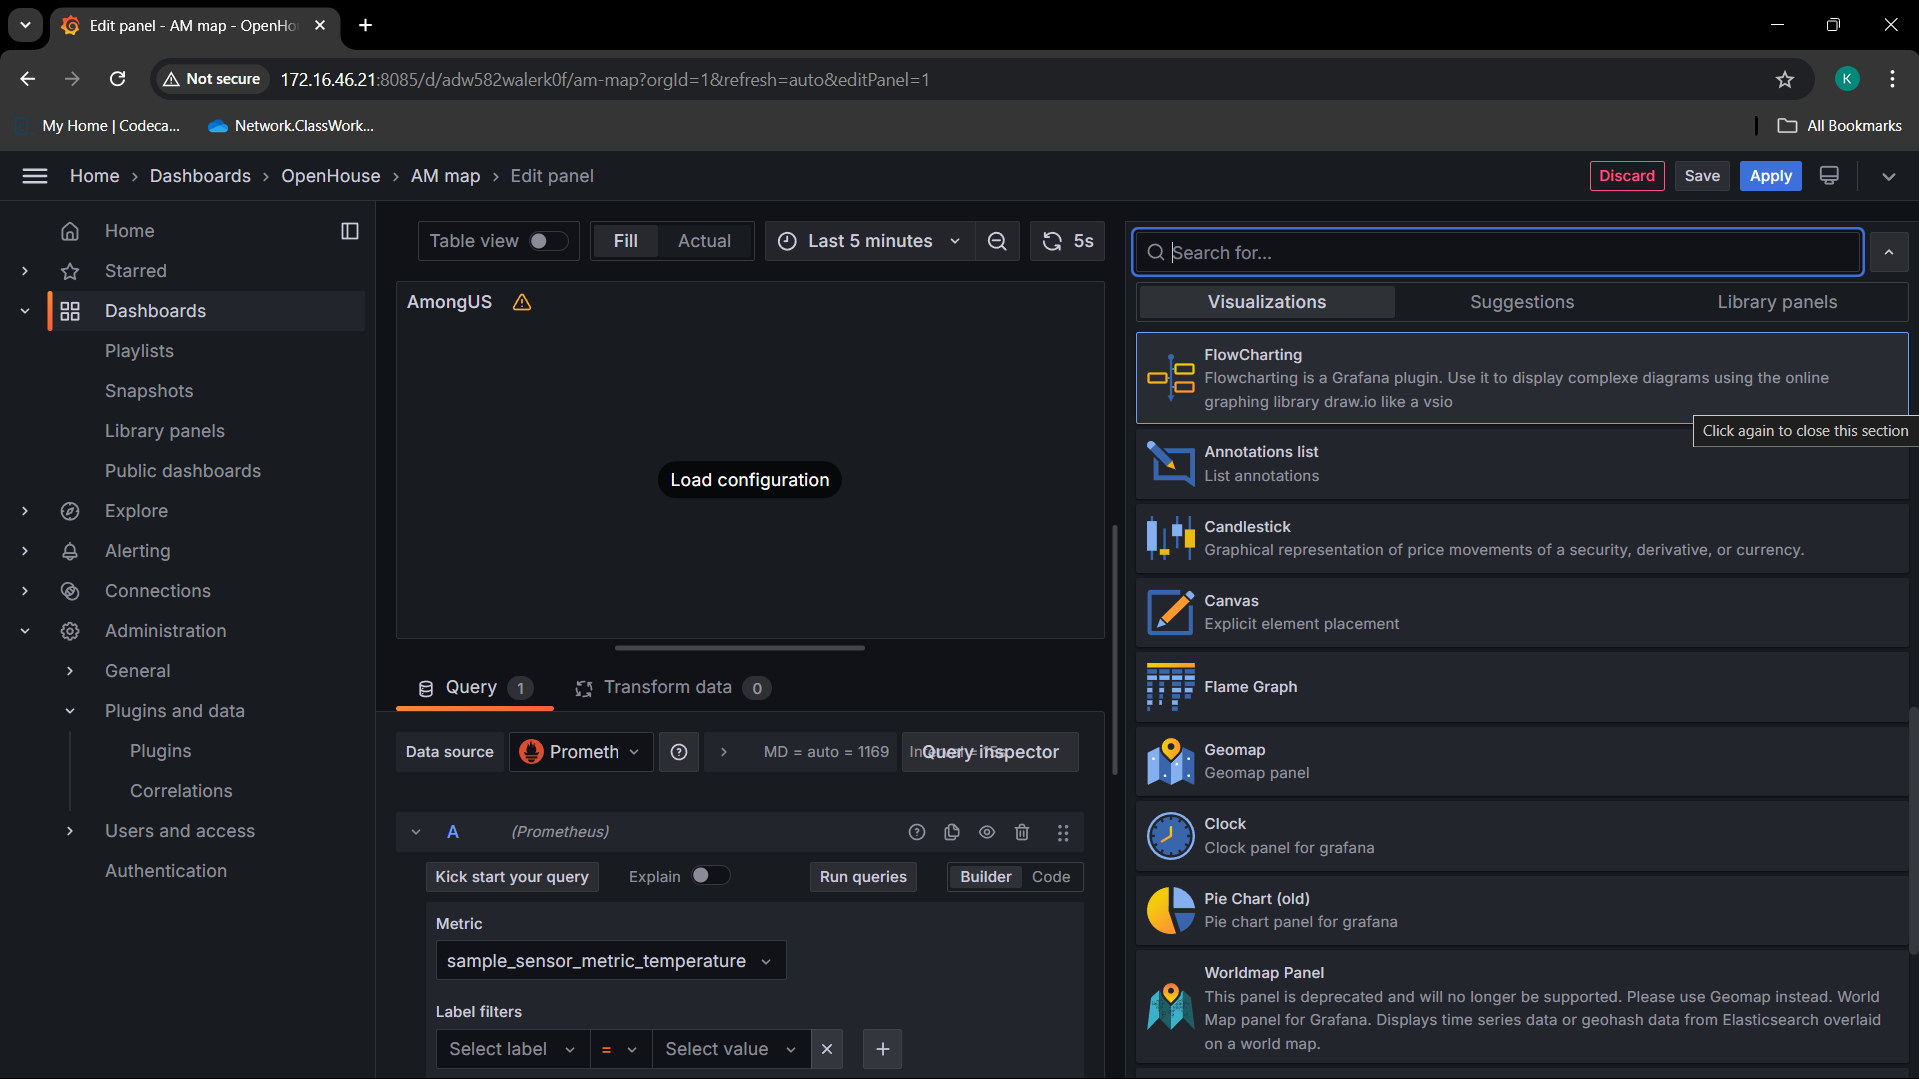 Edit panel - AM map - OpenHo
Not secure
172.16.46.21:8085/d/adw582walerk0f/am-map?orgId=1&refresh=auto&editPanel=1
K
My Home | Codeca...
Network.ClassWork...
All Bookmarks
Home › Dashboards › OpenHouse › AM map › Edit panel
Discard
Save
Apply
Home
Starred
Dashboards
Playlists
Snapshots
Library panels
Public dashboards
Explore
Alerting
Connections
Administration
General
Plugins and data
Plugins
Correlations
Users and access
Authentication
Table view
Fill
Actual
Last 5 minutes
5s
AmongUS
Load configuration
Query 1
Transform data 0
Data source
Prometh
MD = auto = 1169
Query inspector
A (Prometheus)
Kick start your query
Explain
Run queries
Builder
Code
Metric
sample_sensor_metric_temperature
Label filters
Select label
=
Select value
Search for...
Visualizations
Suggestions
Library panels
FlowCharting
Flowcharting is a Grafana plugin. Use it to display complexe diagrams using the online
graphing library draw.io like a vsio
Click again to close this section
Annotations list
List annotations
Candlestick
Graphical representation of price movements of a security, derivative, or currency.
Canvas
Explicit element placement
Flame Graph
Geomap
Geomap panel
Clock
Clock panel for grafana
Pie Chart (old)
Pie chart panel for grafana
Worldmap Panel
This panel is deprecated and will no longer be supported. Please use Geomap instead. World
Map panel for Grafana. Displays time series data or geohash data from Elasticsearch overlaid
on a world map.